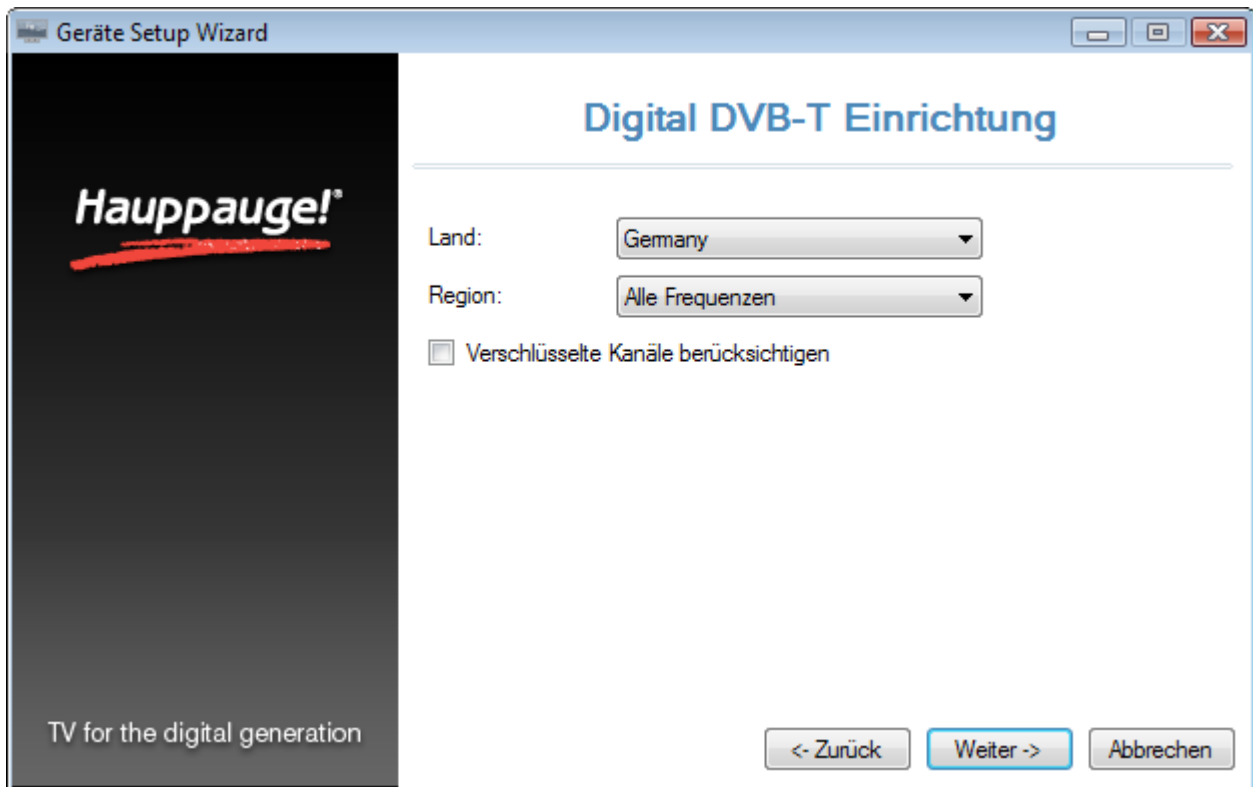 Geräte Setup Wizard
Digital DVB-T Einrichtung
Hauppauge!®
Land:
Germany
Region:
Alle Frequenzen
Verschlüsselte Kanäle berücksichtigen
TV for the digital generation
<- Zurück
Weiter ->
Abbrechen